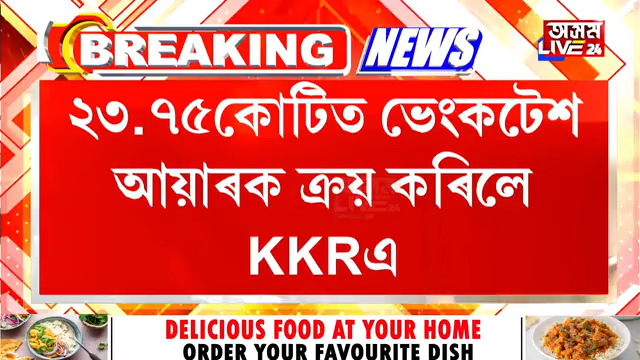 BREAKING NEWS
অসম
LIVE 24
২৩.৭৫কোটিত ভেংকটেশ
আয়াৰক ক্ৰয় কৰিলে
KKRএ
DELICIOUS FOOD AT YOUR HOME
ORDER YOUR FAVOURITE DISH